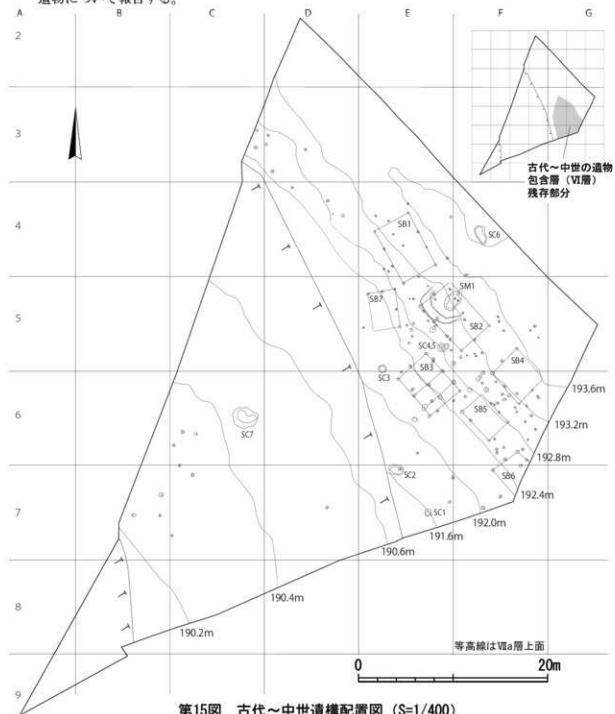 遺物について報告する。
A B C D E F G
2
3
4
5
6
7
8
9
古代～中世の遺物
包含層（Ⅵ層）
残存部分
SC6
SB1
SM1
SB7
SB2
SC4,5
SB4
SC3
SB3
193.6m
SB5
193.2m
SC7
192.8m
SB6
192.4m
SC2
SC1
192.0m
191.6m
190.6m
190.4m
190.2m
等高線はⅦa層上面
0 20m
第15図 古代～中世遺構配置図（S=1/400）